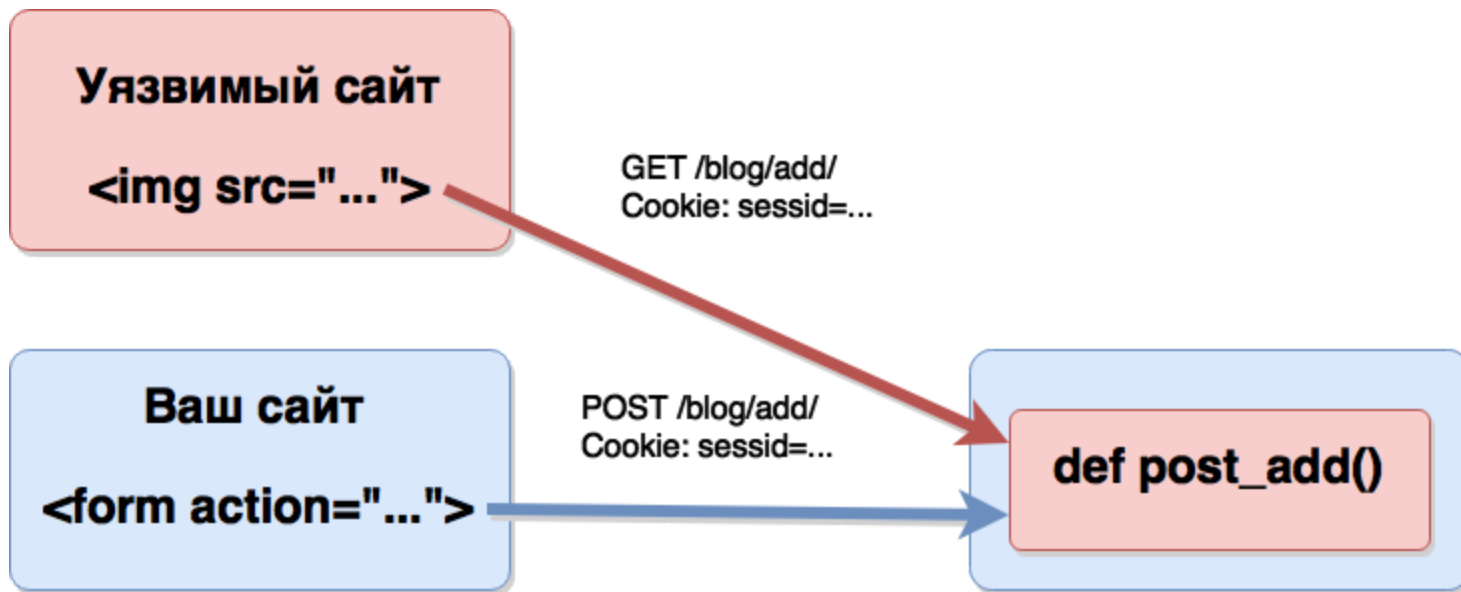 Уязвимый сайт
<img src="...">
GET /blog/add/
Cookie: sessid=...
Ваш сайт
<form action="...">
POST /blog/add/
Cookie: sessid=...
def post_add()